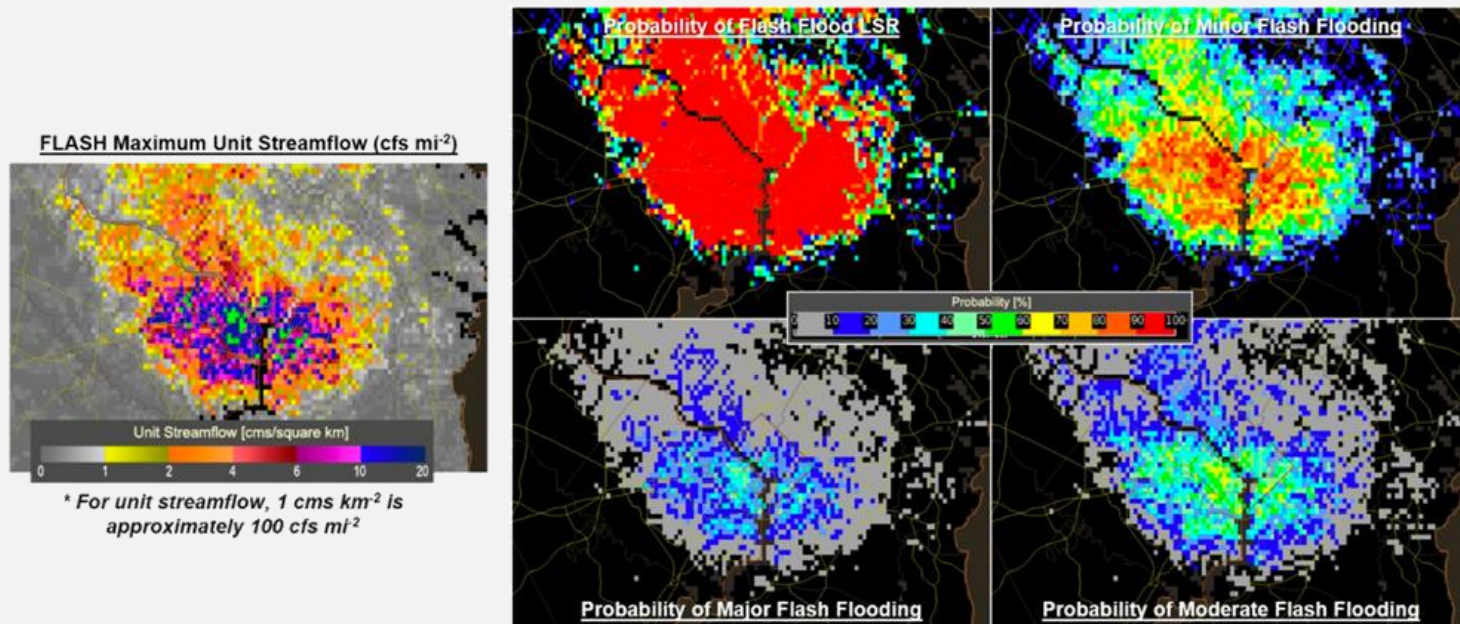 FLASH Maximum Unit Streamflow (cfs mi-2)
Unit Streamflow [cms/square km]
0 1 2 4 6 10 20
* For unit streamflow, 1 cms km-2 is
approximately 100 cfs mi-2
Probability of Flash Flood LSR
Probability of Minor Flash Flooding
Probability [%]
0 10 20 30 40 50 60 70 80 90 100
Probability of Major Flash Flooding
Probability of Moderate Flash Flooding